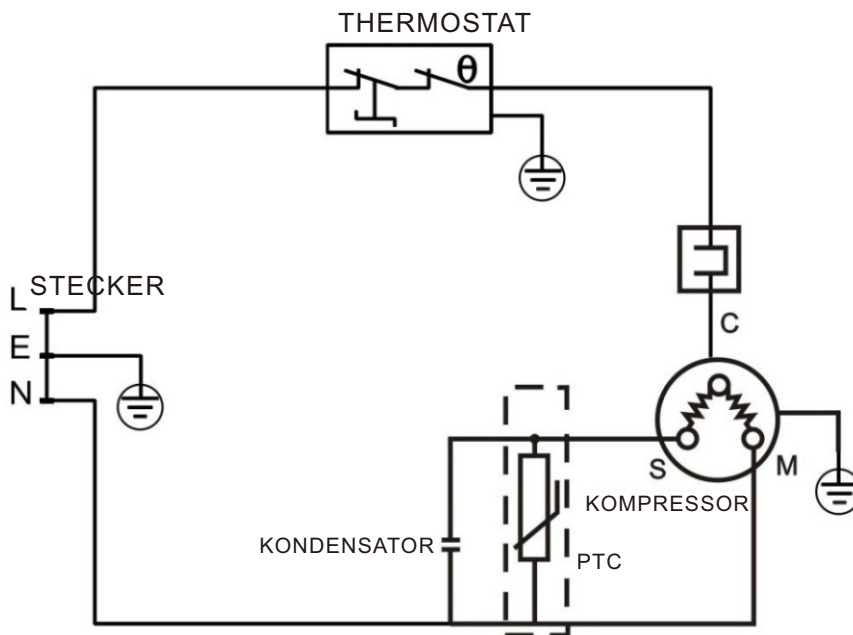 THERMOSTAT
θ
L STECKER
E
N
C
S
M
KOMPRESSOR
KONDENSATOR
PTC